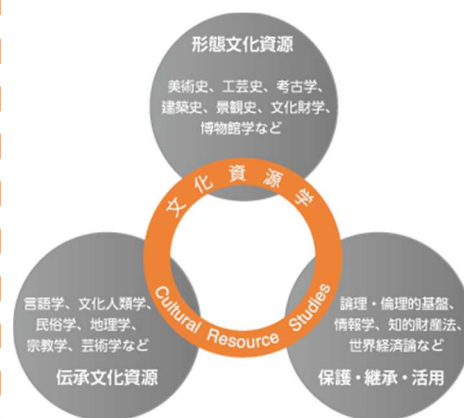 形態文化資源
美術史、工芸史、考古学、
建築史、景観史、文化財学、
博物館学など
文化資源学
Cultural Resource Studies
言語学、文化人類学、
民俗学、地理学、
宗教学、芸術学など
伝承文化資源
論理・倫理的基盤、
情報学、知的財産法、
世界経済論など
保護・継承・活用